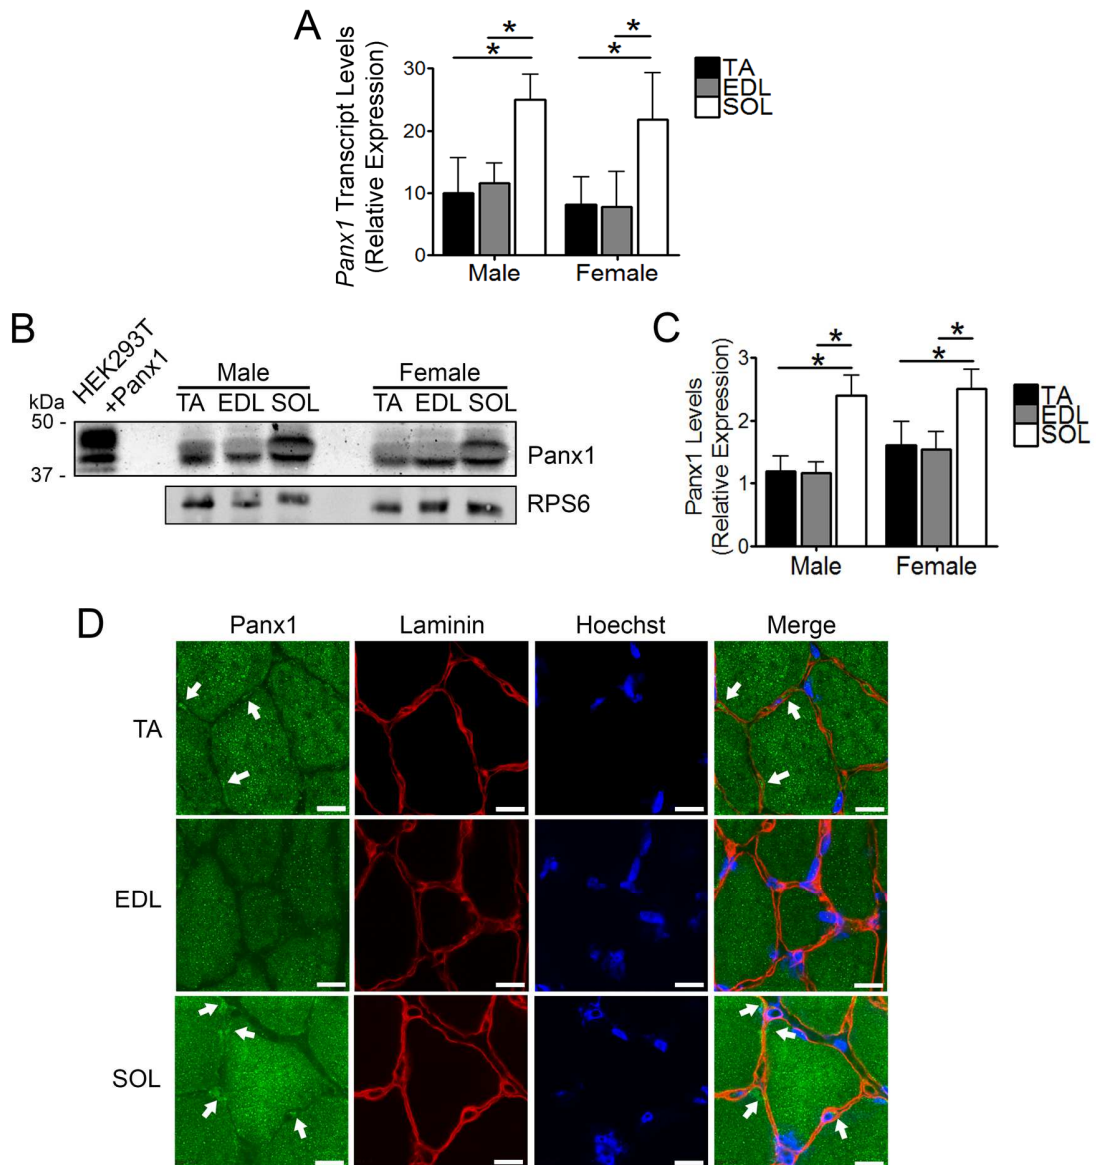 A
Panx1 Transcript Levels
(Relative Expression)
30
20
10
0
* * * *
Male Female
TA
EDL
SOL
B
HEK293T
+Panx1
Male Female
kDa TA EDL SOL TA EDL SOL
50 -
37 -
Panx1
RPS6
C
Panx1 Levels
(Relative Expression)
3
2
1
0
* * * *
Male Female
TA
EDL
SOL
D
Panx1 Laminin Hoechst Merge
TA
EDL
SOL